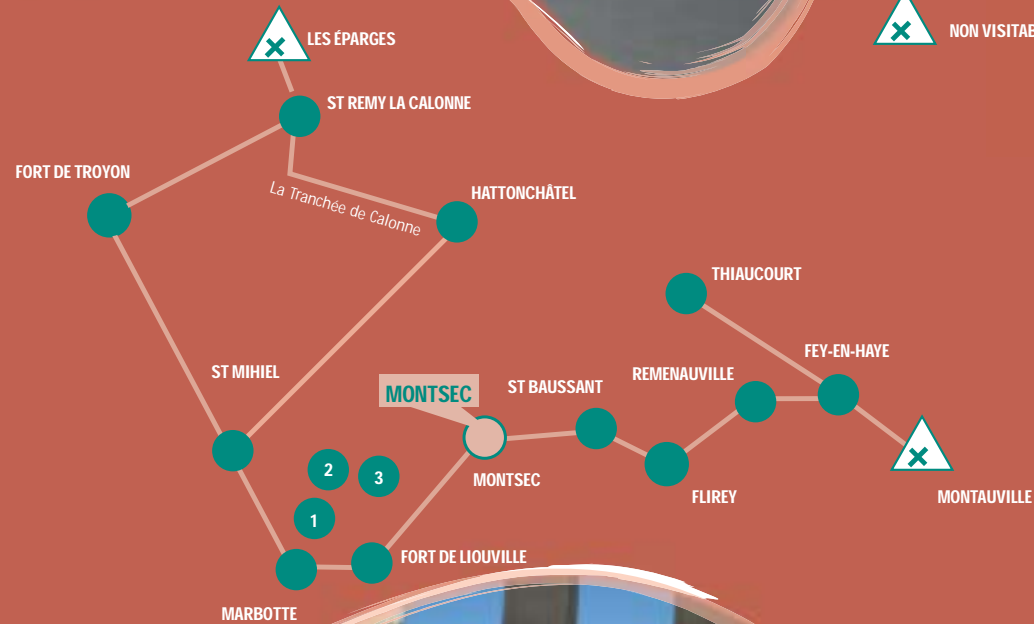 LES ÉPARGES
NON VISITAB
ST REMY LA CALONNE
FORT DE TROYON
La Tranchée de Calonne
HATTONCHÂTEL
THIAUCOURT
FEY-EN-HAYE
ST MIHIEL
REMENAUVILLE
MONTSEC
ST BAUSSANT
2
3
MONTSEC
1
FLIREY
MONTAUVILLE
FORT DE LIOUVILLE
MARBOTTE